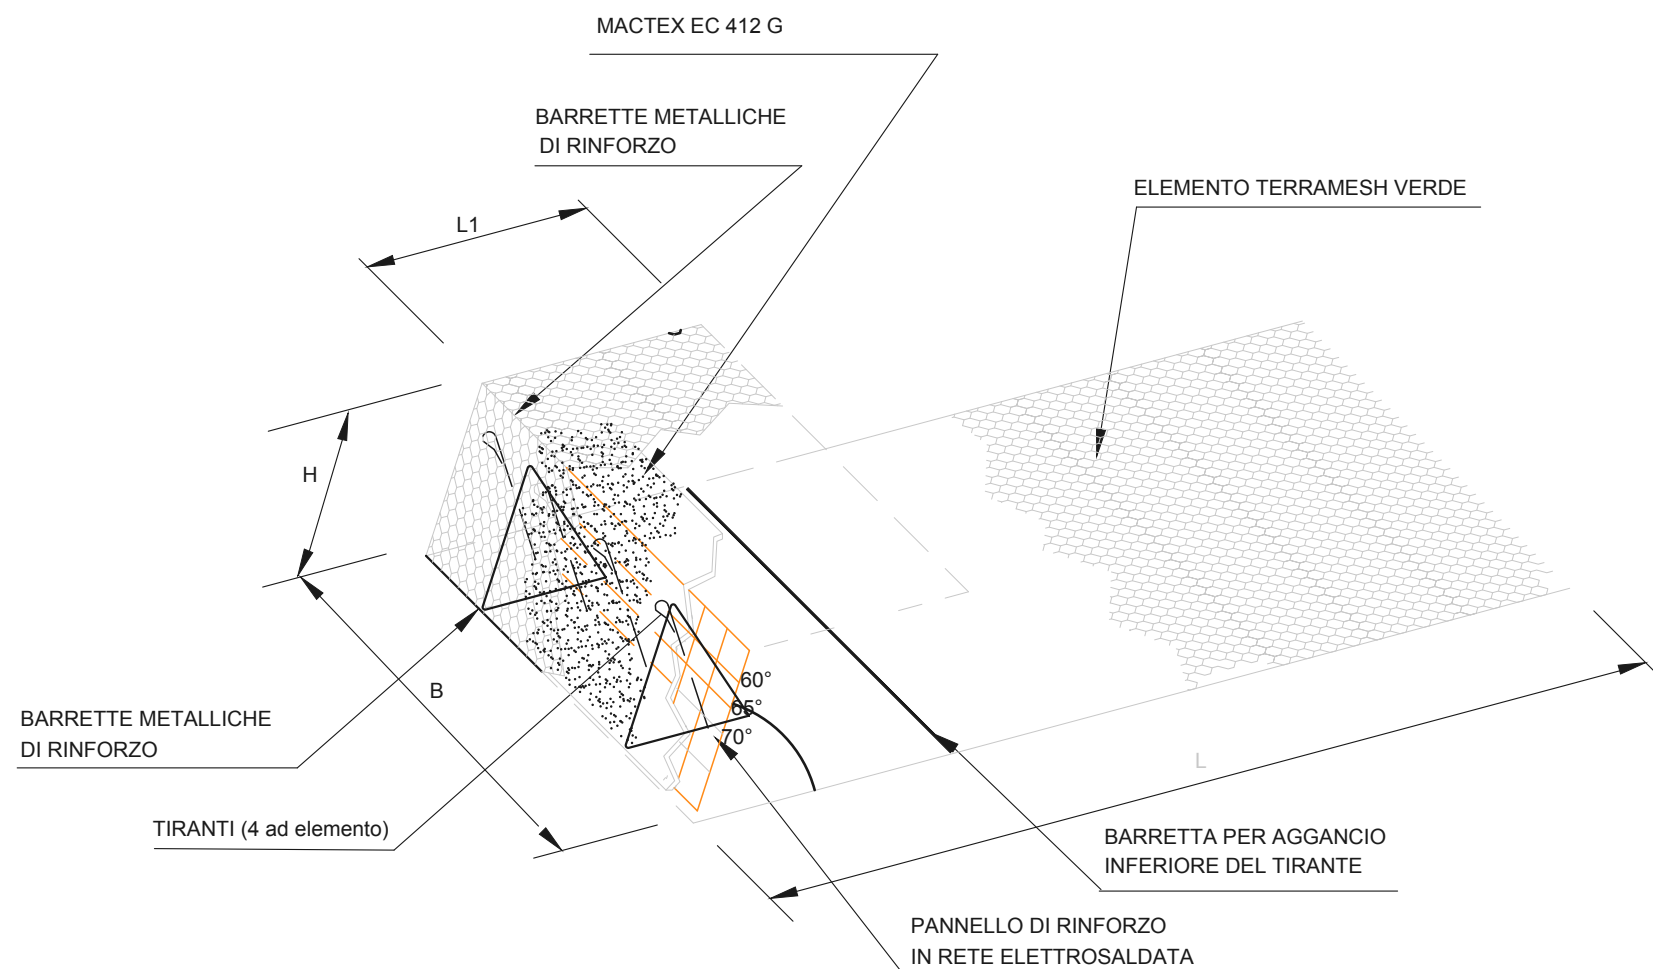 MACTEX EC 412 G
BARRETTE METALLICHE
DI RINFORZO
ELEMENTO TERRAMESH VERDE
L1
H
B
60°
65°
70°
BARRETTE METALLICHE
DI RINFORZO
L
TIRANTI (4 ad elemento)
BARRETTA PER AGGANCIO
INFERIORE DEL TIRANTE
PANNELLO DI RINFORZO
IN RETE ELETTROSALDATA